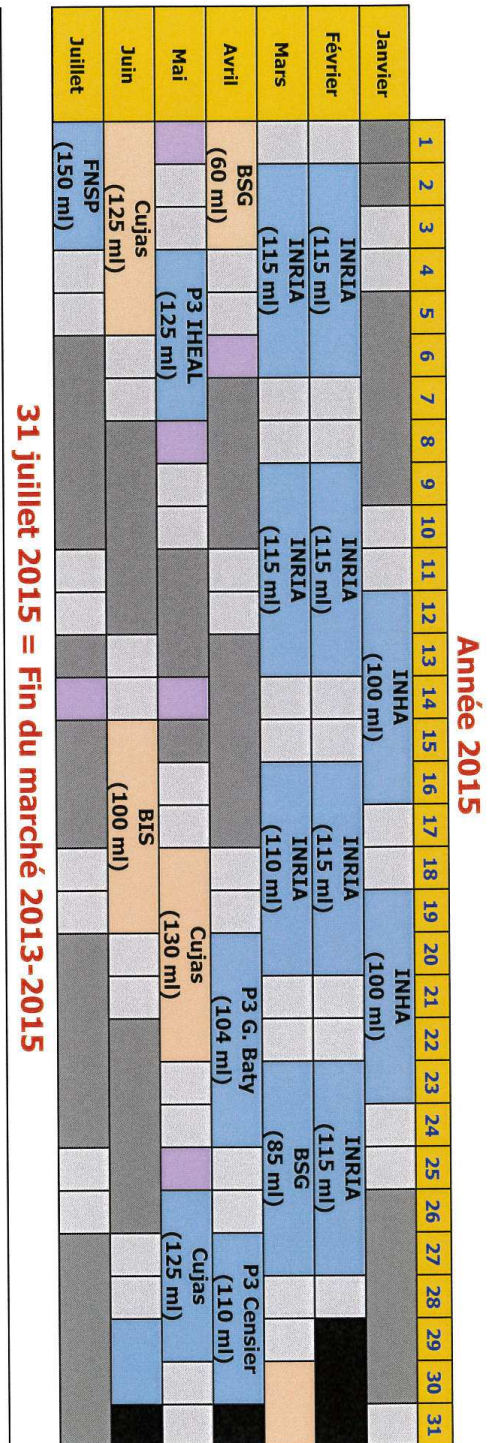 Année 2015
1 2 3 4 5 6 7 8 9 10 11 12 13 14 15 16 17 18 19 20 21 22 23 24 25 26 27 28 29 30 31
Janvier
INHA
(100 ml)
INHA
(100 ml)
Février
INRIA
(115 ml)
INRIA
(115 ml)
INRIA
(115 ml)
INRIA
(115 ml)
Mars
INRIA
(115 ml)
INRIA
(115 ml)
INRIA
(110 ml)
BSG
(85 ml)
Avril
BSG
(60 ml)
P3 G. Baty
(104 ml)
P3 Censier
(110 ml)
Mai
P3 IHEAL
(125 ml)
Cujas
(130 ml)
Cujas
(125 ml)
Juin
Cujas
(125 ml)
BIS
(100 ml)
Juillet
FNSP
(150 ml)
31 juillet 2015 = Fin du marché 2013-2015